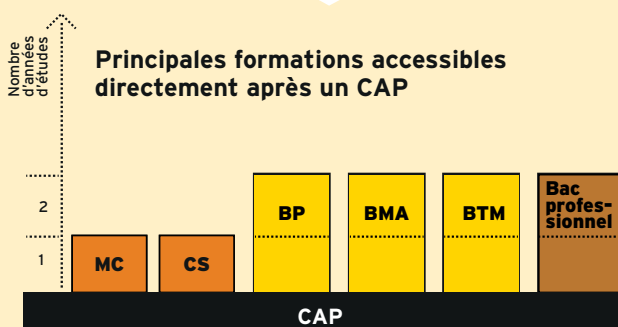 Nombre
d'années
d'études
Principales formations accessibles
directement après un CAP
2
1
MC
CS
BP
BMA
BTM
Bac
profes-
sionnel
CAP